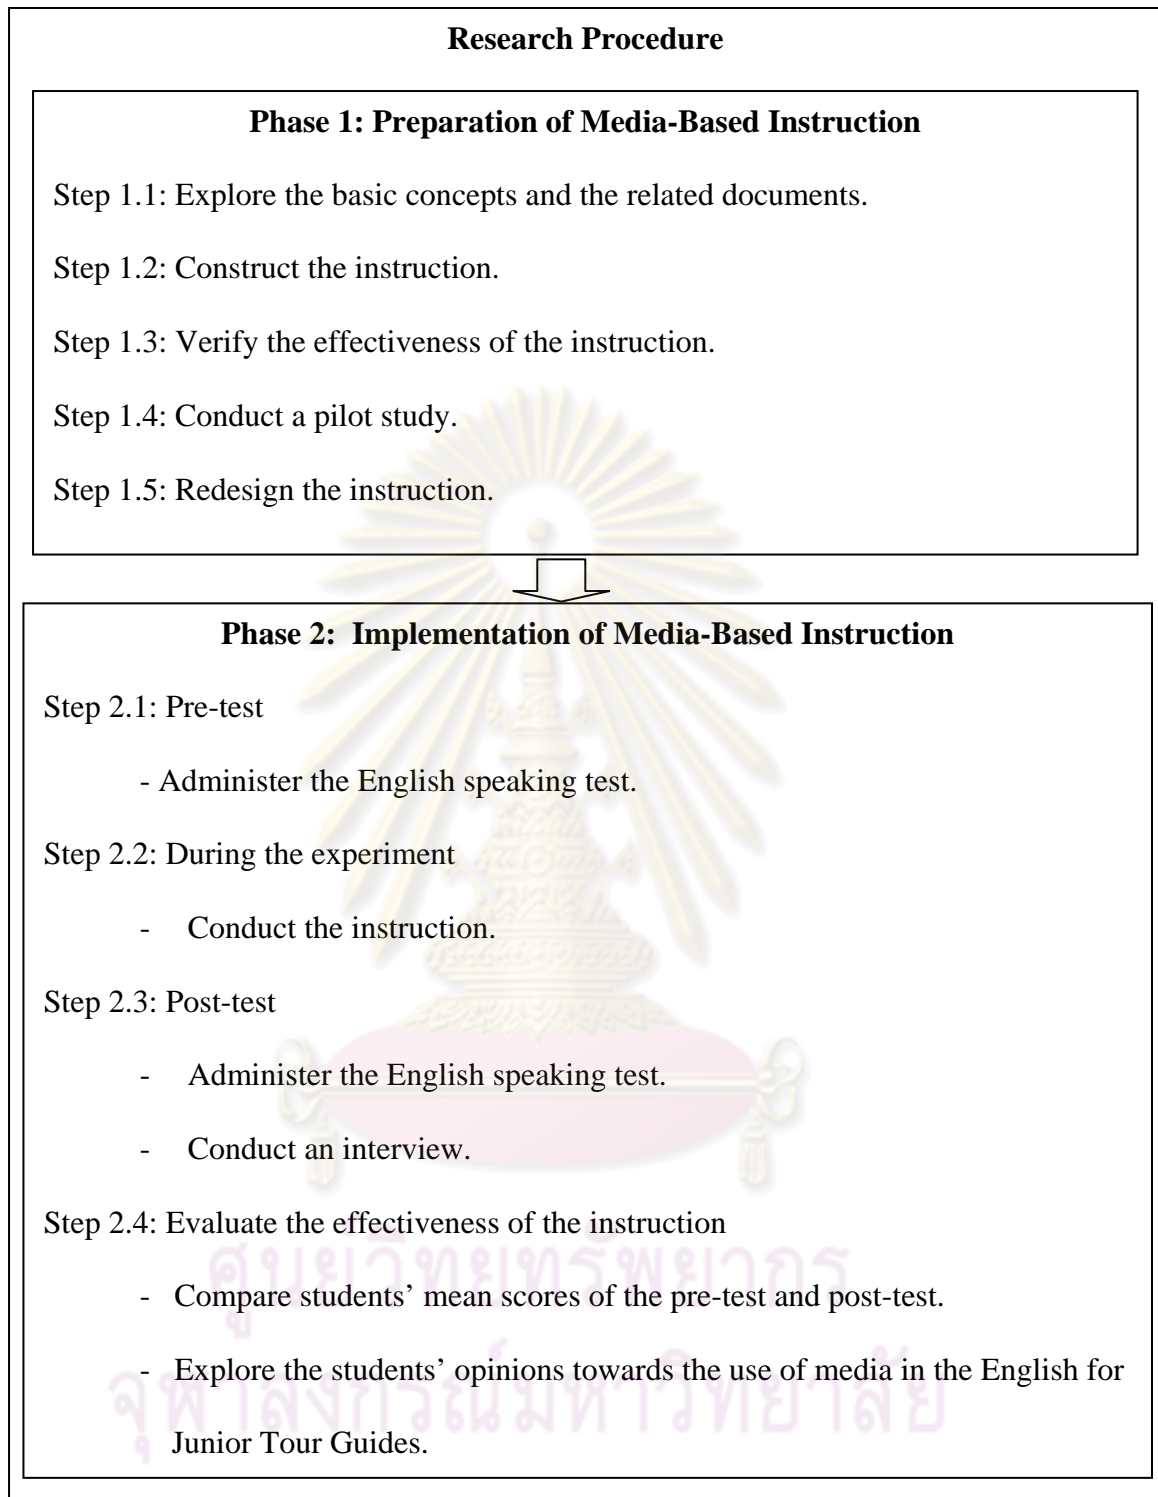 Research Procedure
Phase 1: Preparation of Media-Based Instruction
Step 1.1: Explore the basic concepts and the related documents.
Step 1.2: Construct the instruction.
Step 1.3: Verify the effectiveness of the instruction.
Step 1.4: Conduct a pilot study.
Step 1.5: Redesign the instruction.
Phase 2:  Implementation of Media-Based Instruction
Step 2.1: Pre-test
- Administer the English speaking test.
Step 2.2: During the experiment
- Conduct the instruction.
Step 2.3: Post-test
- Administer the English speaking test.
- Conduct an interview.
Step 2.4: Evaluate the effectiveness of the instruction
ศูนย์วิทยทรัพยากร
- Compare students’ mean scores of the pre-test and post-test.
- Explore the students’ opinions towards the use of media in the English for
จุฬาลงกรณ์มหาวิทยาลัย
Junior Tour Guides.